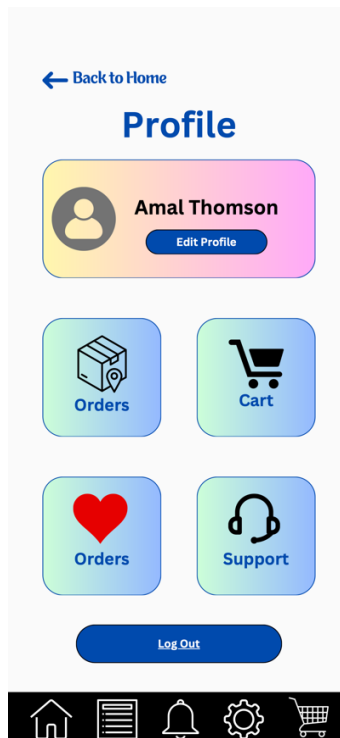 Back to Home
Profile
Amal Thomson
Edit Profile
Orders
Cart
Orders
Support
Log Out